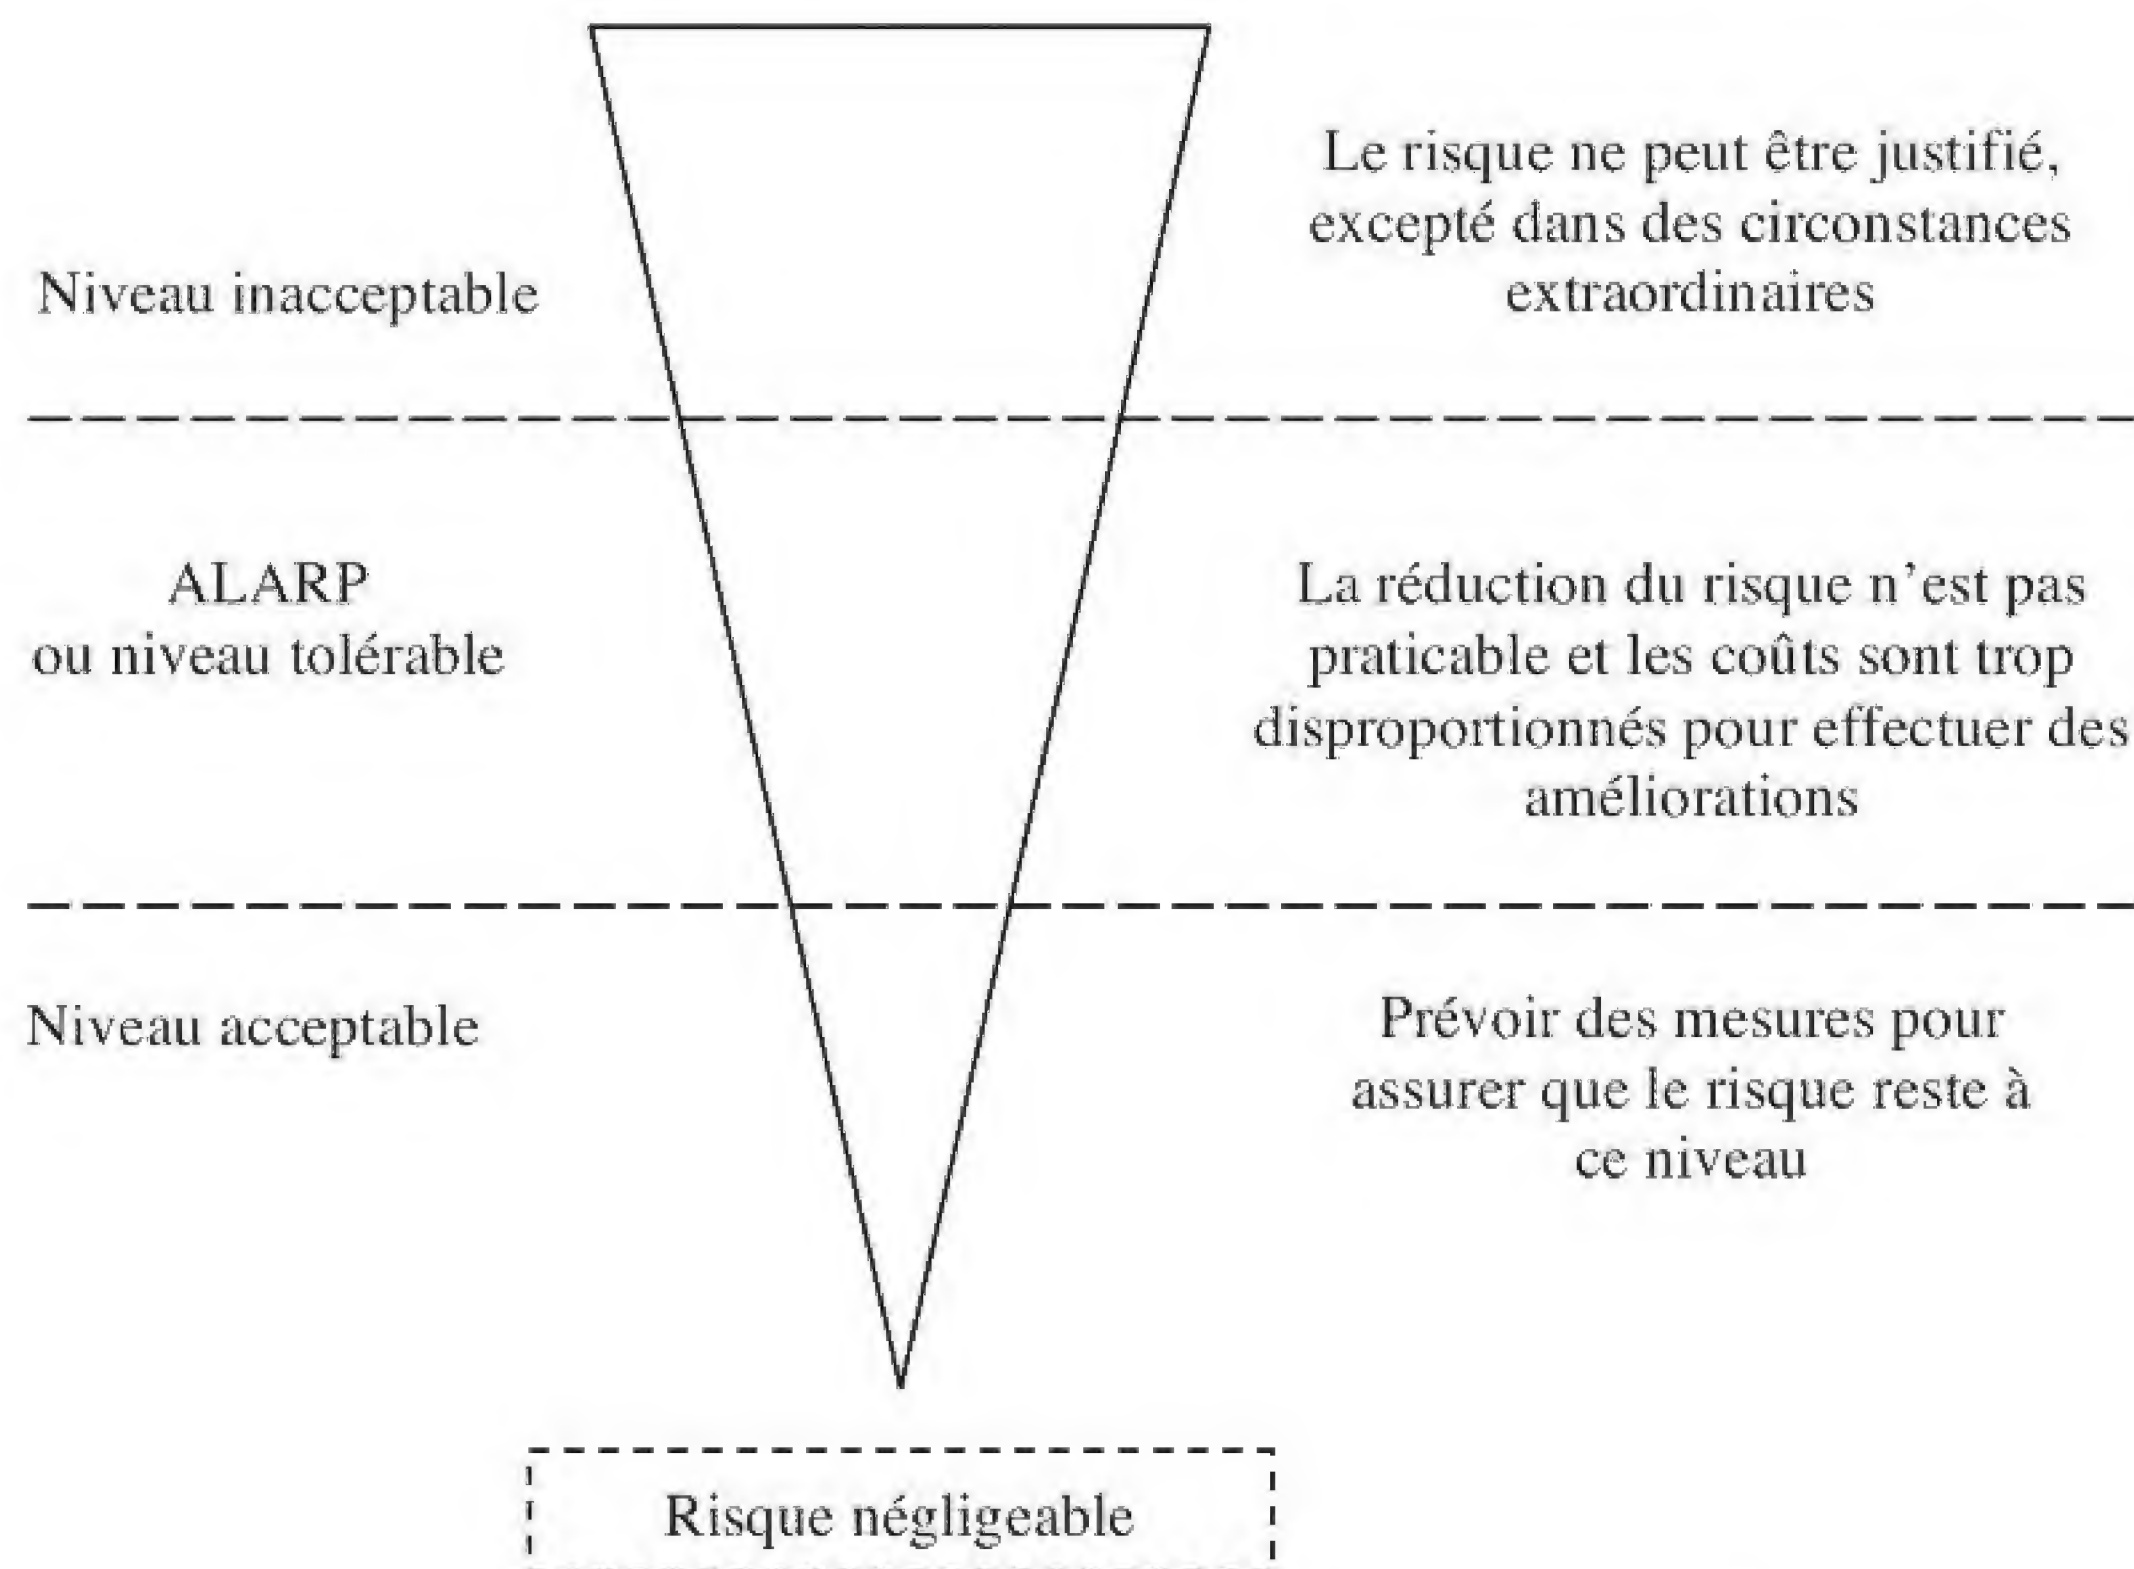 Le risque ne peut être justifié,
excepté dans des circonstances
extraordinaires
Niveau inacceptable
ALARP
ou niveau tolérable
La réduction du risque n'est pas
praticable et les coûts sont trop
disproportionnés pour effectuer des
améliorations
Niveau acceptable
Prévoir des mesures pour
assurer que le risque reste à
ce niveau
Risque négligeable